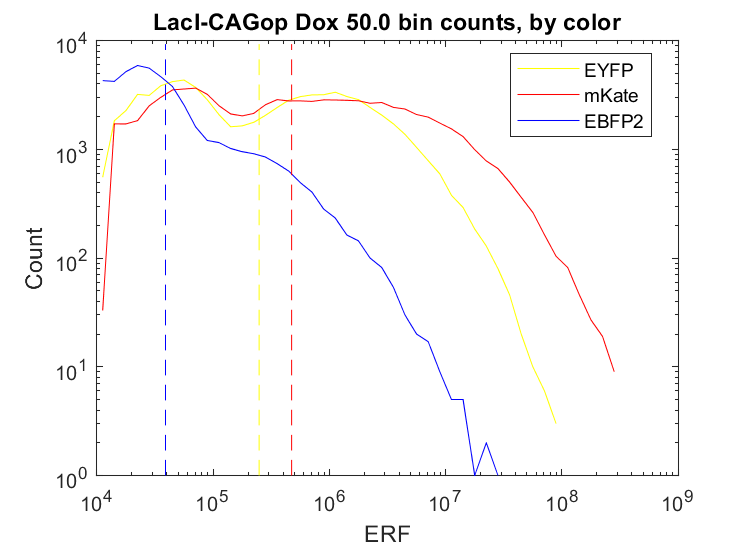 LacI-CAGop Dox 50.0 bin counts, by color
10^4
10^3
10^2
10^1
10^0
Count
EYFP
mKate
EBFP2
10^4 10^5 10^6 10^7 10^8 10^9
ERF